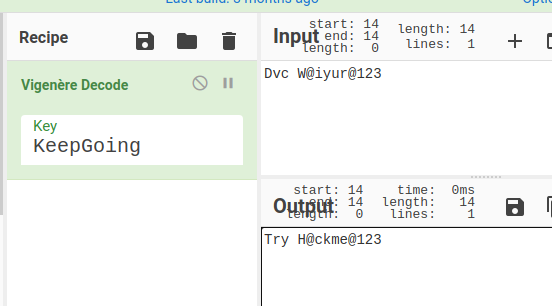 Last build: 6 months ago
Recipe
Vigenère Decode
Key
KeepGoing
Input
start: 14
end: 14
length: 0
length: 14
lines: 1
Dvc W@iyur@123
Output
start: 14
end: 14
length: 0
time: 0ms
length: 14
lines: 1
Try H@ckme@123